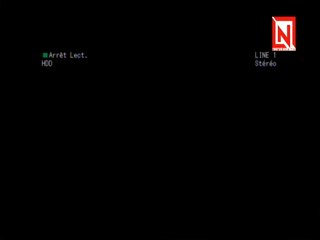 ■Arrêt Lect. LINE 1
HDD Stéréo
N